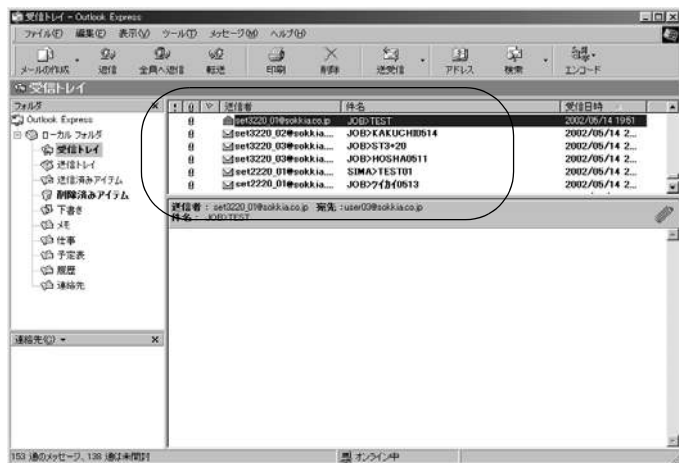 受信トレイ - Outlook Express
ファイル(F) 編集(E) 表示(V) ツール(T) メッセージ(M) ヘルプ(H)
メールの作成 返信 全員へ返信 転送 印刷 削除 送受信 アドレス 検索 エンコード
受信トレイ
フォルダ ×
! 送信者 件名 受信日時
Outlook Express
ローカル フォルダ
受信トレイ
送信トレイ
送信済みアイテム
削除済みアイテム
下書き
メモ
仕事
予定表
履歴
連絡先
set3220_01@sokkia.co.jp JOB>TEST 2002/05/14 1951
set3220_02@sokkia.... JOB>KAKUCHI0514 2002/05/14 2...
set3220_03@sokkia.... JOB>ST3*20 2002/05/14 2...
set3220_03@sokkia.... JOB>HOSHA0511 2002/05/14 2...
set2220_01@sokkia.... SIMA>TEST01 2002/05/14 2...
set2220_01@sokkia.... 2002/05/14 2...
送信者 : set3220_01@sokkia.co.jp 宛先 : user03@sokkia.co.jp
件名 : JOB>TEST
連絡先(C) ×
153 通のメッセージ、138 通は未開封
オンライン中